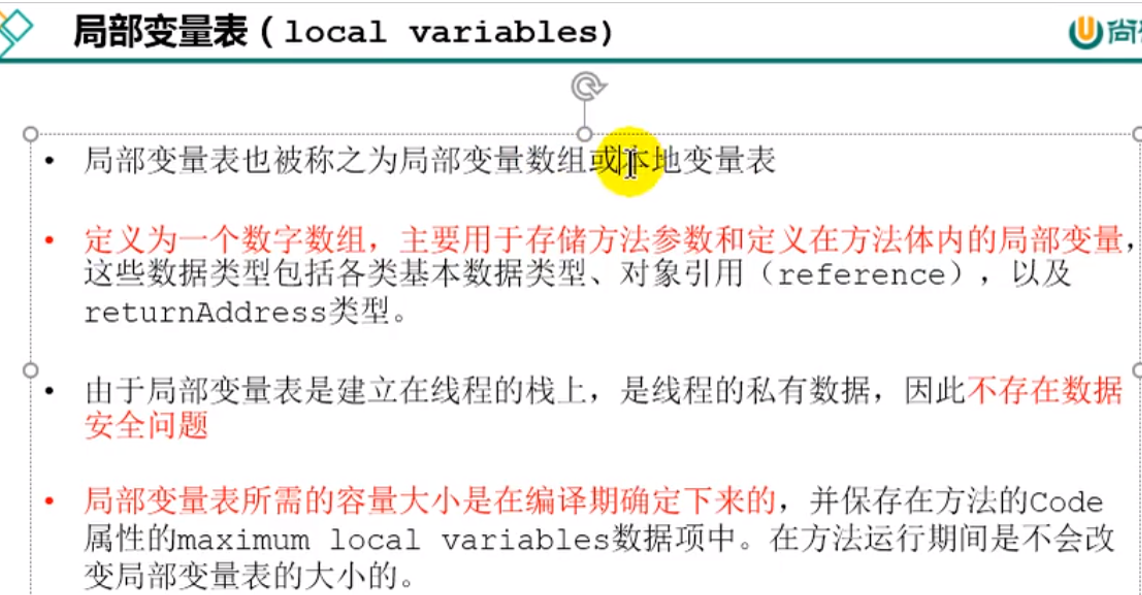 局部变量表（local variables）
尚
• 局部变量表也被称之为局部变量数组或本地变量表
• 定义为一个数字数组，主要用于存储方法参数和定义在方法体内的局部变量，
这些数据类型包括各类基本数据类型、对象引用（reference），以及
returnAddress类型。
• 由于局部变量表是建立在线程的栈上，是线程的私有数据，因此不存在数据
安全问题
• 局部变量表所需的容量大小是在编译期确定下来的，并保存在方法的Code
属性的maximum local variables数据项中。在方法运行期间是不会改
变局部变量表的大小的。